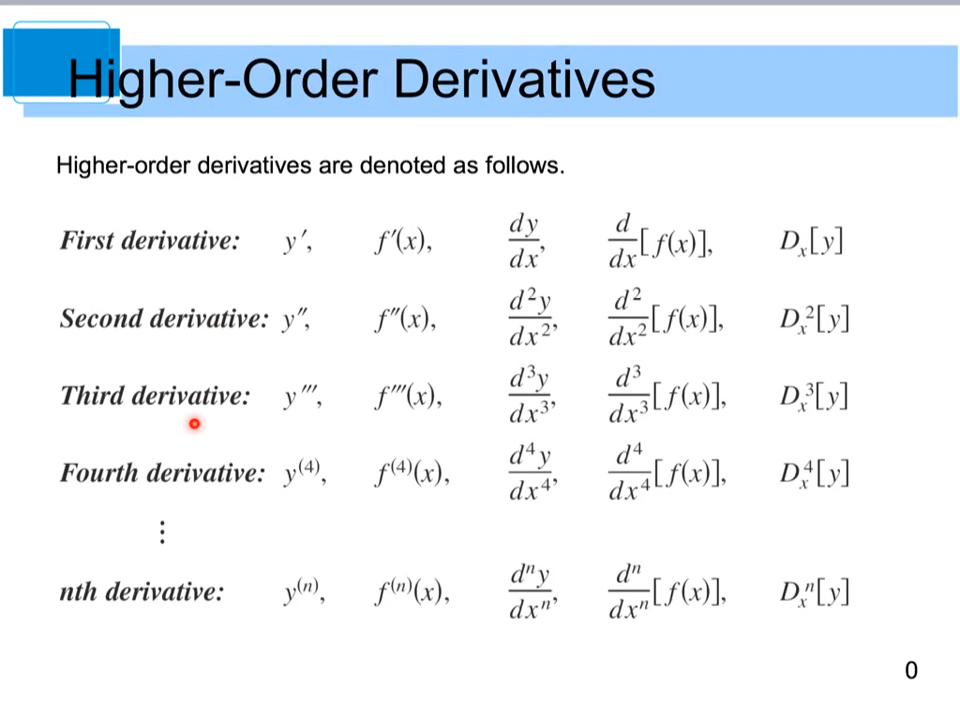 Higher-Order Derivatives
Higher-order derivatives are denoted as follows.
First derivative: y′, f′(x), dy/dx, d/dx[f(x)], Dₓ[y]
Second derivative: y″, f″(x), d²y/dx², d²/dx²[f(x)], Dₓ²[y]
Third derivative: y‴, f‴(x), d³y/dx³, d³/dx³[f(x)], Dₓ³[y]
Fourth derivative: y⁽⁴⁾, f⁽⁴⁾(x), d⁴y/dx⁴, d⁴/dx⁴[f(x)], Dₓ⁴[y]
⋮
nth derivative: y⁽ⁿ⁾, f⁽ⁿ⁾(x), dⁿy/dxⁿ, dⁿ/dxⁿ[f(x)], Dₓⁿ[y]
0